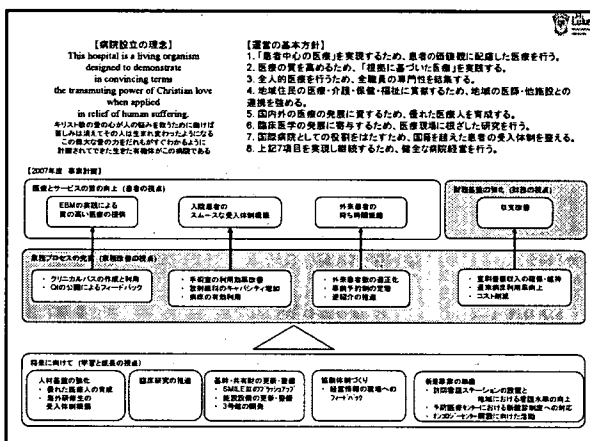 St. Luke's
【病院設立の理念】
This hospital is a living organism
designed to demonstrate
in convincing terms
the transmuting power of Christian love
when applied
in relief of human suffering.
キリスト教の愛の心が人の悩みを救うために働けば
苦しみは消えてその人は生まれ変わったようになる
この偉大な愛の力をだれもがすぐわかるように
計画されてできた生きた有機体がこの病院である
【運営の基本方針】
1. 「患者中心の医療」を実現するため、患者の価値観に配慮した医療を行う。
2. 医療の質を高めるため、「根拠に基づいた医療」を実践する。
3. 全人的医療を行うため、全職員の専門性を結集する。
4. 地域住民の医療・介護・保健・福祉に貢献するため、地域の医師・他施設との
連携を強める。
5. 国内外の医療の発展に資するため、優れた医療人を育成する。
6. 臨床医学の発展に寄与するため、医療現場に根ざした研究を行う。
7. 国際病院としての役割をはたすため、国籍を超えた患者の受入体制を整える。
8. 上記7項目を実現し継続するため、健全な病院経営を行う。
【2007年度 事業計画】
医療とサービスの質の向上 (患者の視点)
財務基盤の強化 (財務の視点)
EBMの実践による
質の高い医療の提供
入院患者の
スムーズな受入体制構築
外来患者の
待ち時間短縮
収支改善
業務プロセスの充実 (業務改善の視点)
・クリニカルパスの作成と利用
・QIの公開によるフィードバック
・手術室の利用効率改善
・放射線科のキャパシティ増加
・病床の有効利用
・外来患者数の適正化
・事前予約制の定着
・逆紹介の推進
・室料差額収入の確保・維持
・コスト削減
将来に向けて (学習と成長の視点)
人材基盤の強化
・優れた医療人の育成
・海外研修生の
受入体制構築
臨床研究の推進
基幹・共有財の更新・整備
・施設設備の更新・整備
・3号館の開発
協働体制づくり
・経営情報の現場への
フィードバック
新規事業の準備
・訪問看護ステーションの設置と
地域における看護水準の向上
・予防医療センターにおける新健診制度への対応
・オンコロジーセンター開設に向けた活動